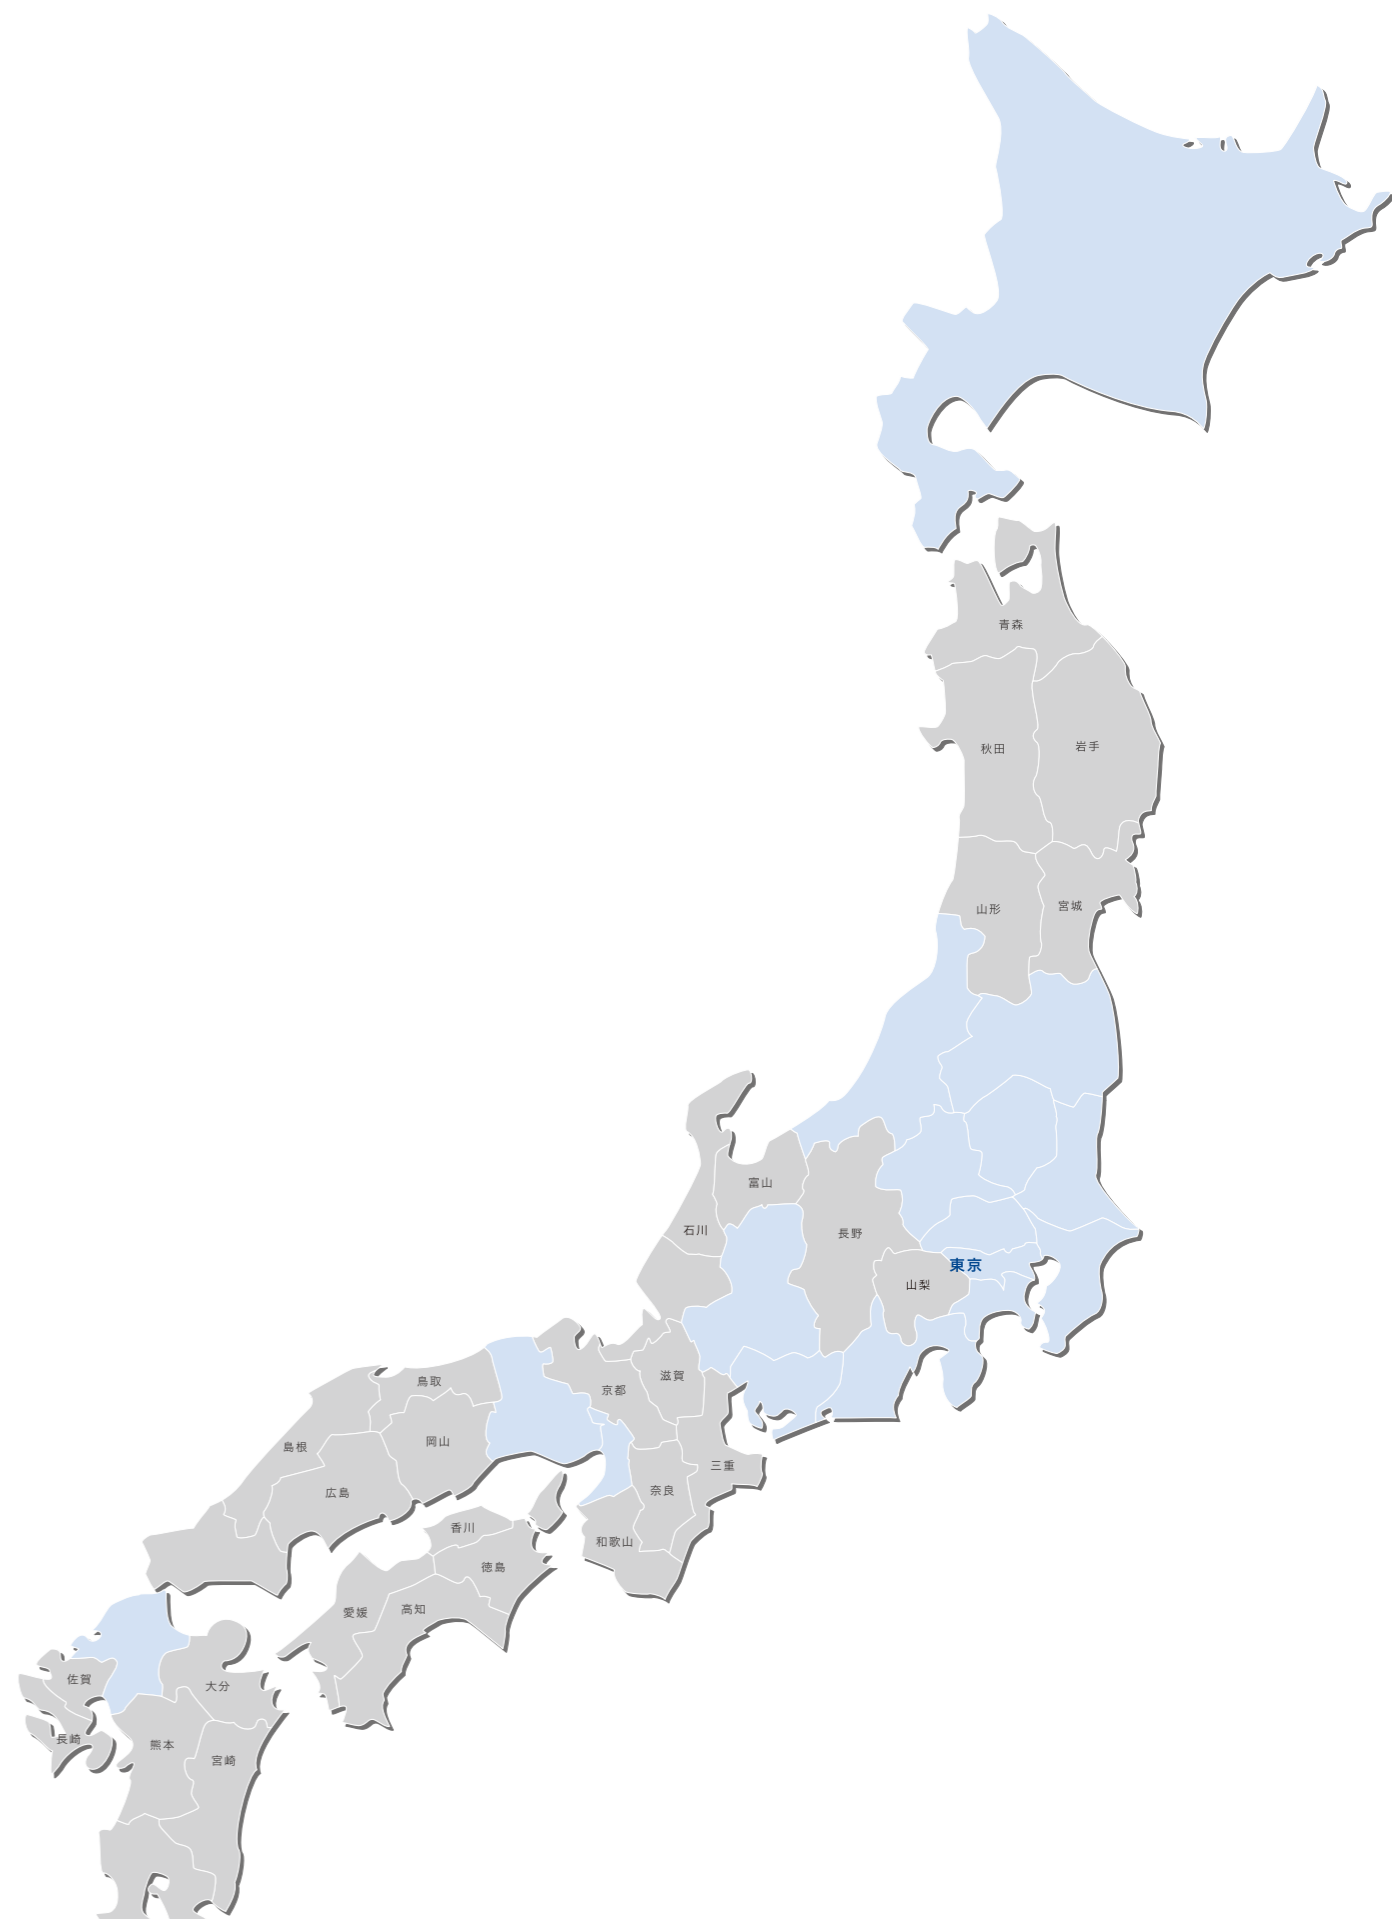 青森
秋田
岩手
山形
宮城
富山
石川
長野
東京
山梨
滋賀
鳥取
京都
島根
岡山
三重
広島
奈良
香川
和歌山
徳島
愛媛
高知
佐賀
大分
長崎
熊本
宮崎